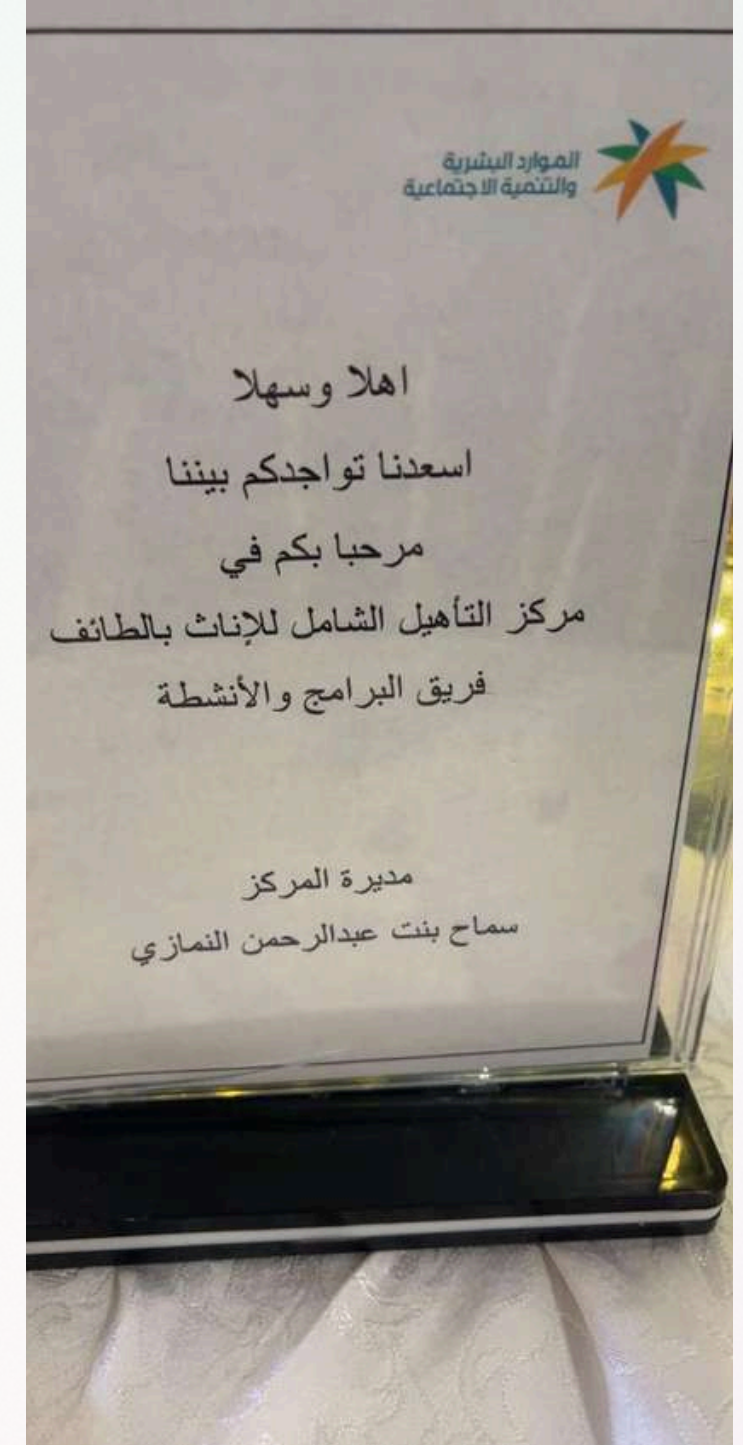 الموارد البشرية
والتنمية الاجتماعية
اهلا وسهلا
اسعدنا تواجدكم بيننا
مرحبا بكم في
مركز التأهيل الشامل للإناث بالطائف
فريق البرامج والأنشطة
مديرة المركز
سماح بنت عبدالرحمن النمازي